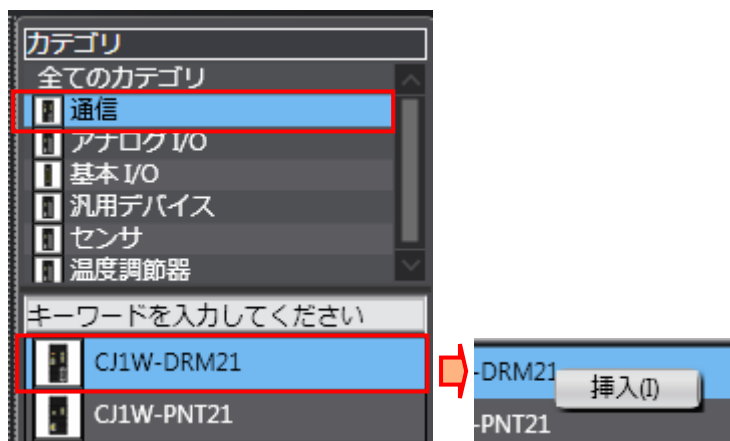 カテゴリ
全てのカテゴリ
通信
アナログ I/O
基本 I/O
汎用デバイス
センサ
温度調節器
キーワードを入力してください
CJ1W-DRM21
CJ1W-PNT21
-DRM21
挿入(I)
-PNT21